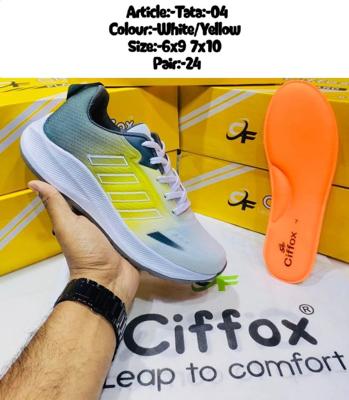 Article:-Tata:-04
Colour:-White/Yellow
Size:-6x9 7x10
Pair:-24
Ciffox
Ciffox®
Leap to comfort